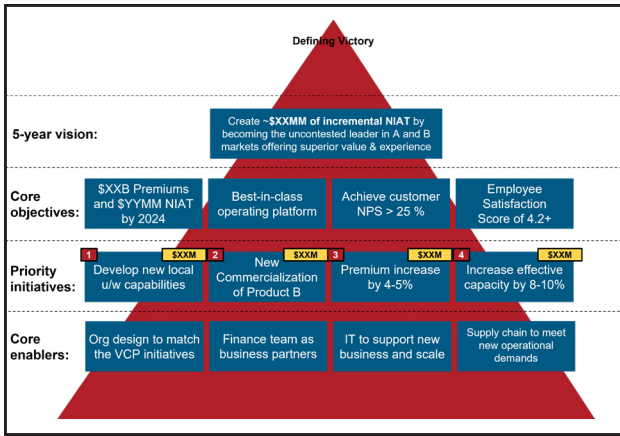 Defining Victory
5-year vision:
Create ~$XXMM of incremental NIAT by
becoming the uncontested leader in A and B
markets offering superior value & experience
Core
objectives:
$XXB Premiums
and $YYMM NIAT
by 2024
Best-in-class
operating platform
Achieve customer
NPS > 25 %
Employee
Satisfaction
Score of 4.2+
Priority
initiatives:
1
$XXM
Develop new local
u/w capabilities
2
$XXM
New
Commercialization
of Product B
3
$XXM
Premium increase
by 4-5%
4
$XXM
Increase effective
capacity by 8-10%
Core
enablers:
Org design to match
the VCP initiatives
Finance team as
business partners
IT to support new
business and scale
Supply chain to meet
new operational
demands